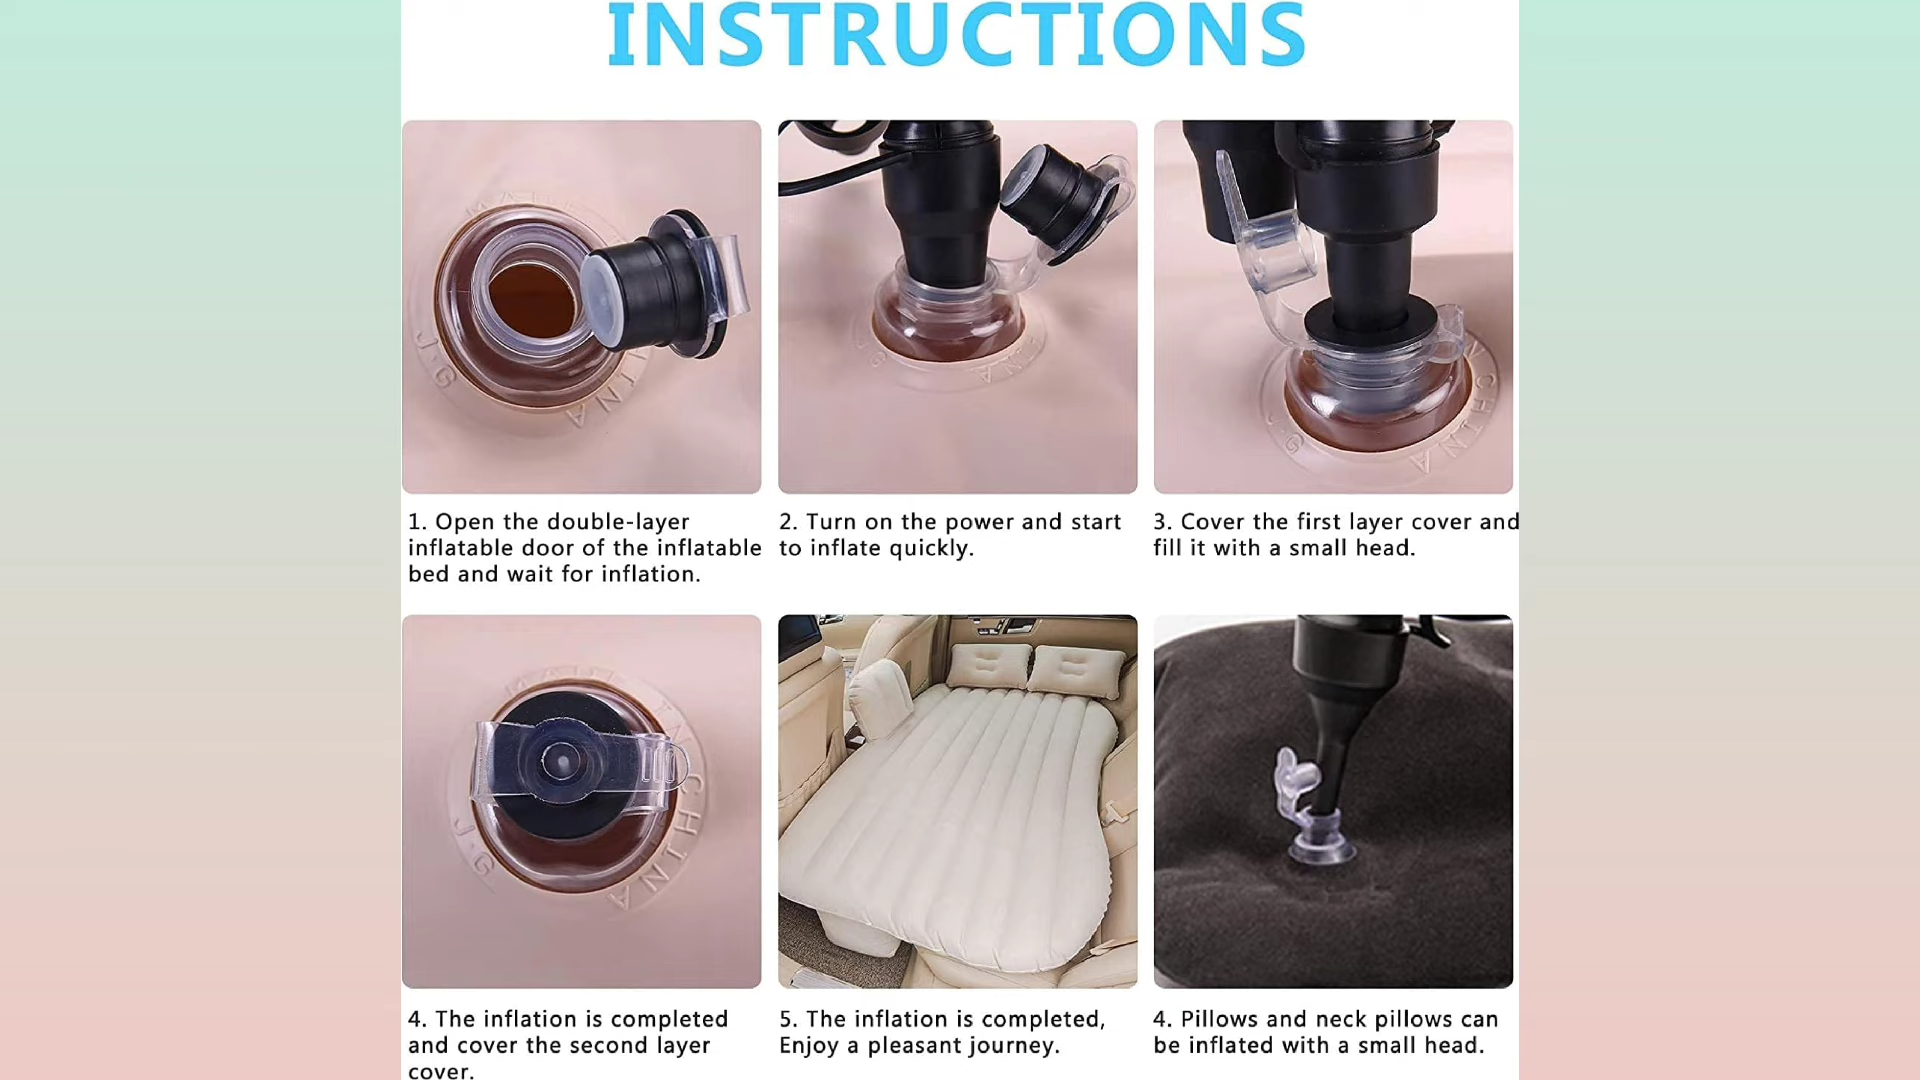 INSTRUCTIONS
1. Open the double-layer
inflatable door of the inflatable
bed and wait for inflation.
2. Turn on the power and start
to inflate quickly.
3. Cover the first layer cover and
fill it with a small head.
4. The inflation is completed
and cover the second layer
cover.
5. The inflation is completed,
Enjoy a pleasant journey.
4. Pillows and neck pillows can
be inflated with a small head.